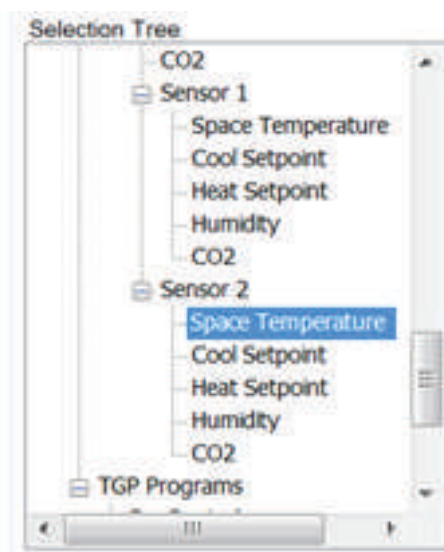 Selection Tree
CO2
Sensor 1
Space Temperature
Cool Setpoint
Heat Setpoint
Humidity
CO2
Sensor 2
Space Temperature
Cool Setpoint
Heat Setpoint
Humidity
CO2
TGP Programs